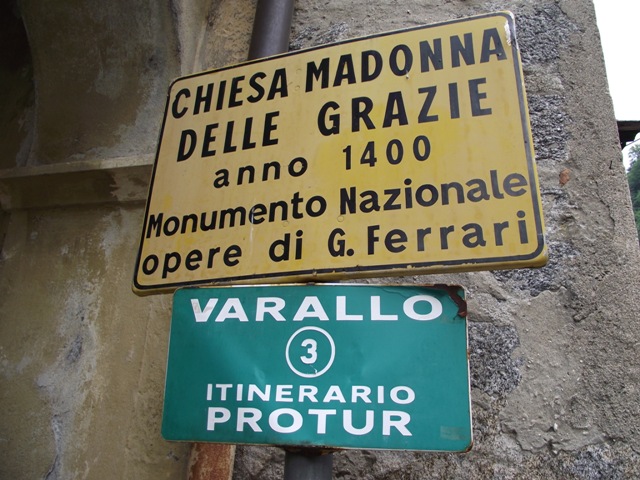 CHIESA MADONNA
DELLE GRAZIE
anno 1400
Monumento Nazionale
opere di G. Ferrari
VARALLO
3
ITINERARIO
PROTUR